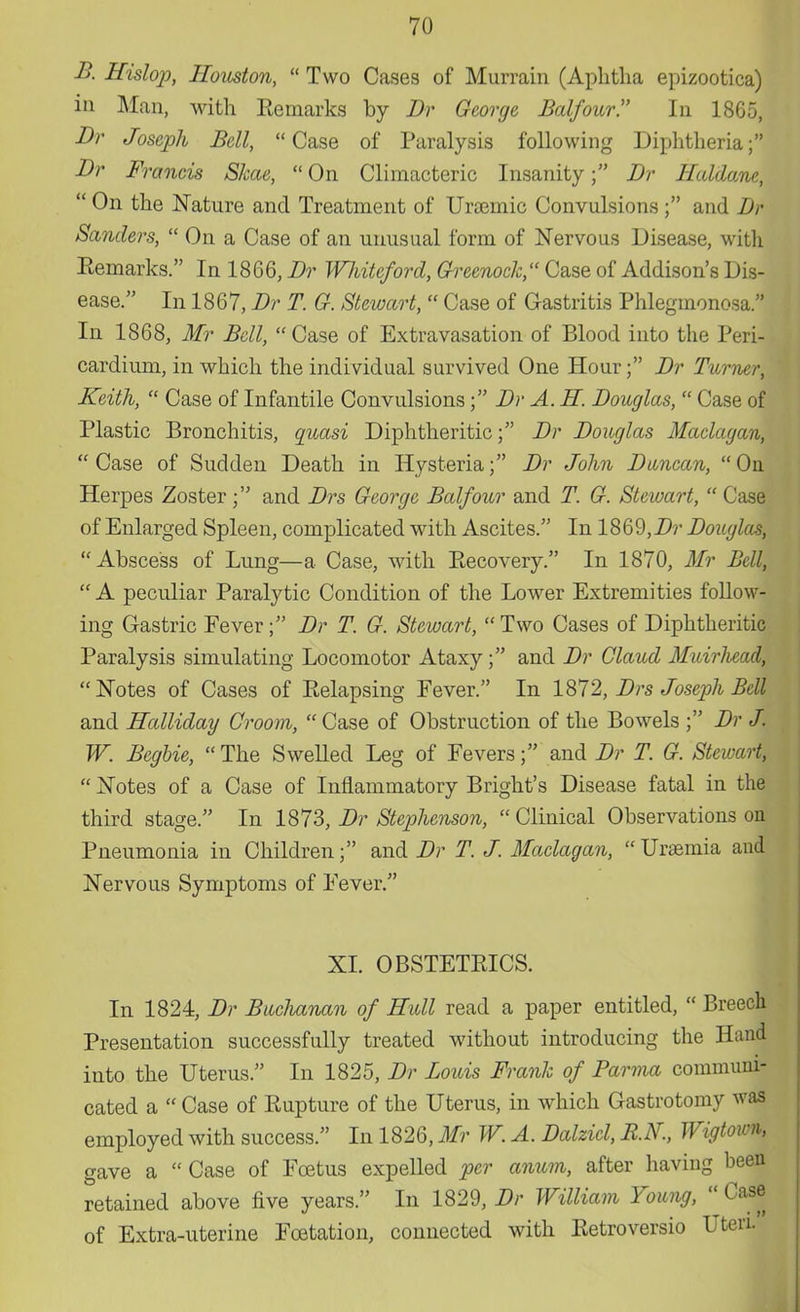 70
B. Hislop, Houston, “ Two Cases of Murrain (Aphtha epizootica)
in Man, with Remarks by Dr George Balfour.” In 1865,
Dr Joseph Bell, “ Case of Paralysis following Diphtheria;”
Dr Francis Skae, “ On Climacteric Insanity ;” Dr Haldane,
“ On the Nature and Treatment of Uræmic Convulsions ;” and Dr
Sanders, “ On a Case of an unusual form of Nervous Disease, with
Remarks.” In 1866, Dr Whiteford, Greenock,“ Case of Addison’s Dis-
ease.” In 1867, Dr T. G. Stewart, “ Case of Gastritis Phlegmonosa.”
In 1868, Mr Bell, “ Case of Extravasation of Blood into the Peri-
cardium, in which the individual survived One Hour ;” Dr Turner,
Keith, “ Case of Infantile Convulsions ;” Dr A. H. Douglas, “ Case of
Plastic Bronchitis, quasi Diphtheritic ;” Dr Douglas Maclagan,
“ Case of Sudden Death in Hysteria ;” Dr John Duncan, “ On
Herpes Zoster ;” and Drs George Balfour and T. G. Stewart, “ Case
of Enlarged Spleen, complicated with Ascites.” In 1869, Dr Douglas,
“ Abscess of Lung—a Case, with Recovery.” In 1870, Mr Bell,
“ A peculiar Paralytic Condition of the Lower Extremities follow-
ing Gastric Fever ;” Dr T. G. Stewart, “ Two Cases of Diphtheritic
Paralysis simulating Locomotor Ataxy ;” and Dr Claud Muirhead,
“ Notes of Cases of Relapsing Fever.” In 1872, Drs Joseph Bell
and Halliday Croom, “ Case of Obstruction of the Bowels ;” Dr J.
W. Begbie, “ The Swelled Leg of Fevers ;” and Dr T. G. Stewart,
“ Notes of a Case of Inflammatory Bright’s Disease fatal in the
third stage.” In 1873, Dr Stephenson, “ Clinical Observations on
Pneumonia in Children ;” and Dr T. J. Maclagan, “ Uræmia and
Nervous Symptoms of Fever.”
XI. OBSTETRICS.
In 1824, Dr Buchanan of Hull read a paper entitled, “ Breech
Presentation successfully treated without introducing the Hand
into the Uterus.” In 1825, Dr Louis Frank of Parma communi-
cated a “ Case of Rupture of the Uterus, in which Gastrotomy was
employed with success.” In 1826, Mr W. A. Dalziel, R.N., Wigtown,
gave a “ Case of Fœtus expelled per anum, after having been
retained above five years.” In 1829, Dr William Young, “ Case
of Extra-uterine Fœtation, connected with Retroversio Uteri.”